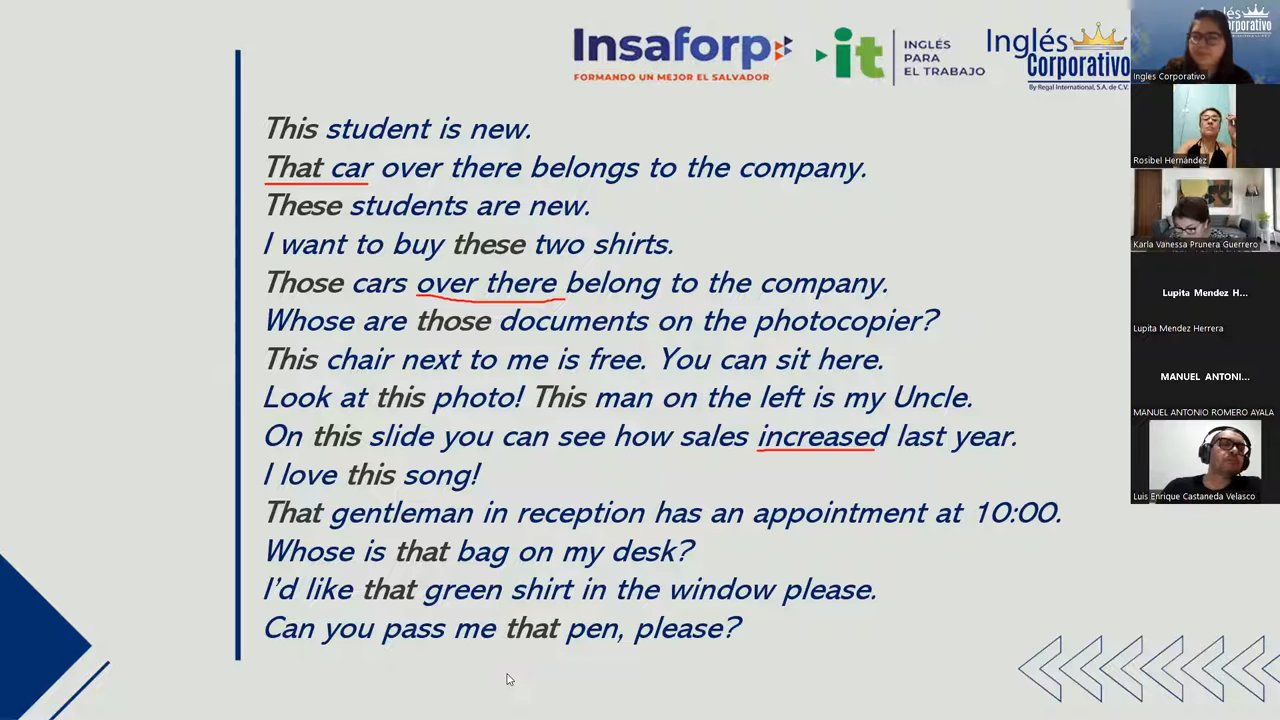 Insaforp
FORMANDO UN MEJOR EL SALVADOR
it
INGLÉS
PARA
EL TRABAJO
Inglés
Corporativo
By Regal International, S.A. de C.V.
This student is new.
That car over there belongs to the company.
These students are new.
I want to buy these two shirts.
Those cars over there belong to the company.
Whose are those documents on the photocopier?
This chair next to me is free. You can sit here.
Look at this photo! This man on the left is my Uncle.
On this slide you can see how sales increased last year.
I love this song!
That gentleman in reception has an appointment at 10:00.
Whose is that bag on my desk?
I'd like that green shirt in the window please.
Can you pass me that pen, please?
Ingles Corporativo
Rosibel Hernández
Karla Vanessa Prunera Guerrero
Lupita Mendez H...
Lupita Mendez Herrera
MANUEL ANTONI...
MANUEL ANTONIO ROMERO AYALA
Luis Enrique Castaneda Velasco